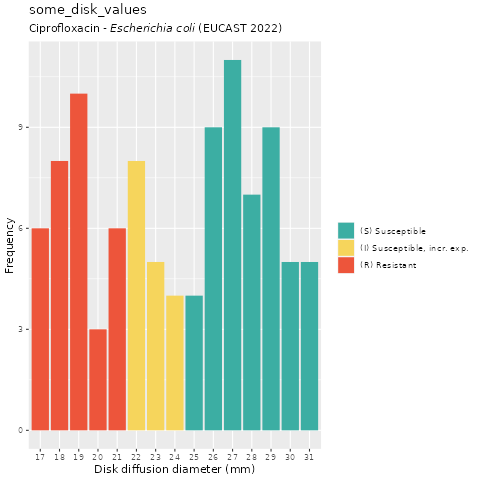 some_disk_values
Ciprofloxacin - Escherichia coli (EUCAST 2022)
Frequency
9
6
3
0
17 18 19 20 21 22 23 24 25 26 27 28 29 30 31
Disk diffusion diameter (mm)
(S) Susceptible
(I) Susceptible, incr. exp.
(R) Resistant